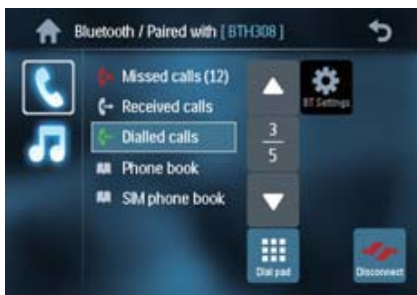 Bluetooth / Paired with [ BTH308 ]
Missed calls (12)
Received calls
Dialled calls
Phone book
SIM phone book
3
5
BT Settings
Dial pad
Disconnect